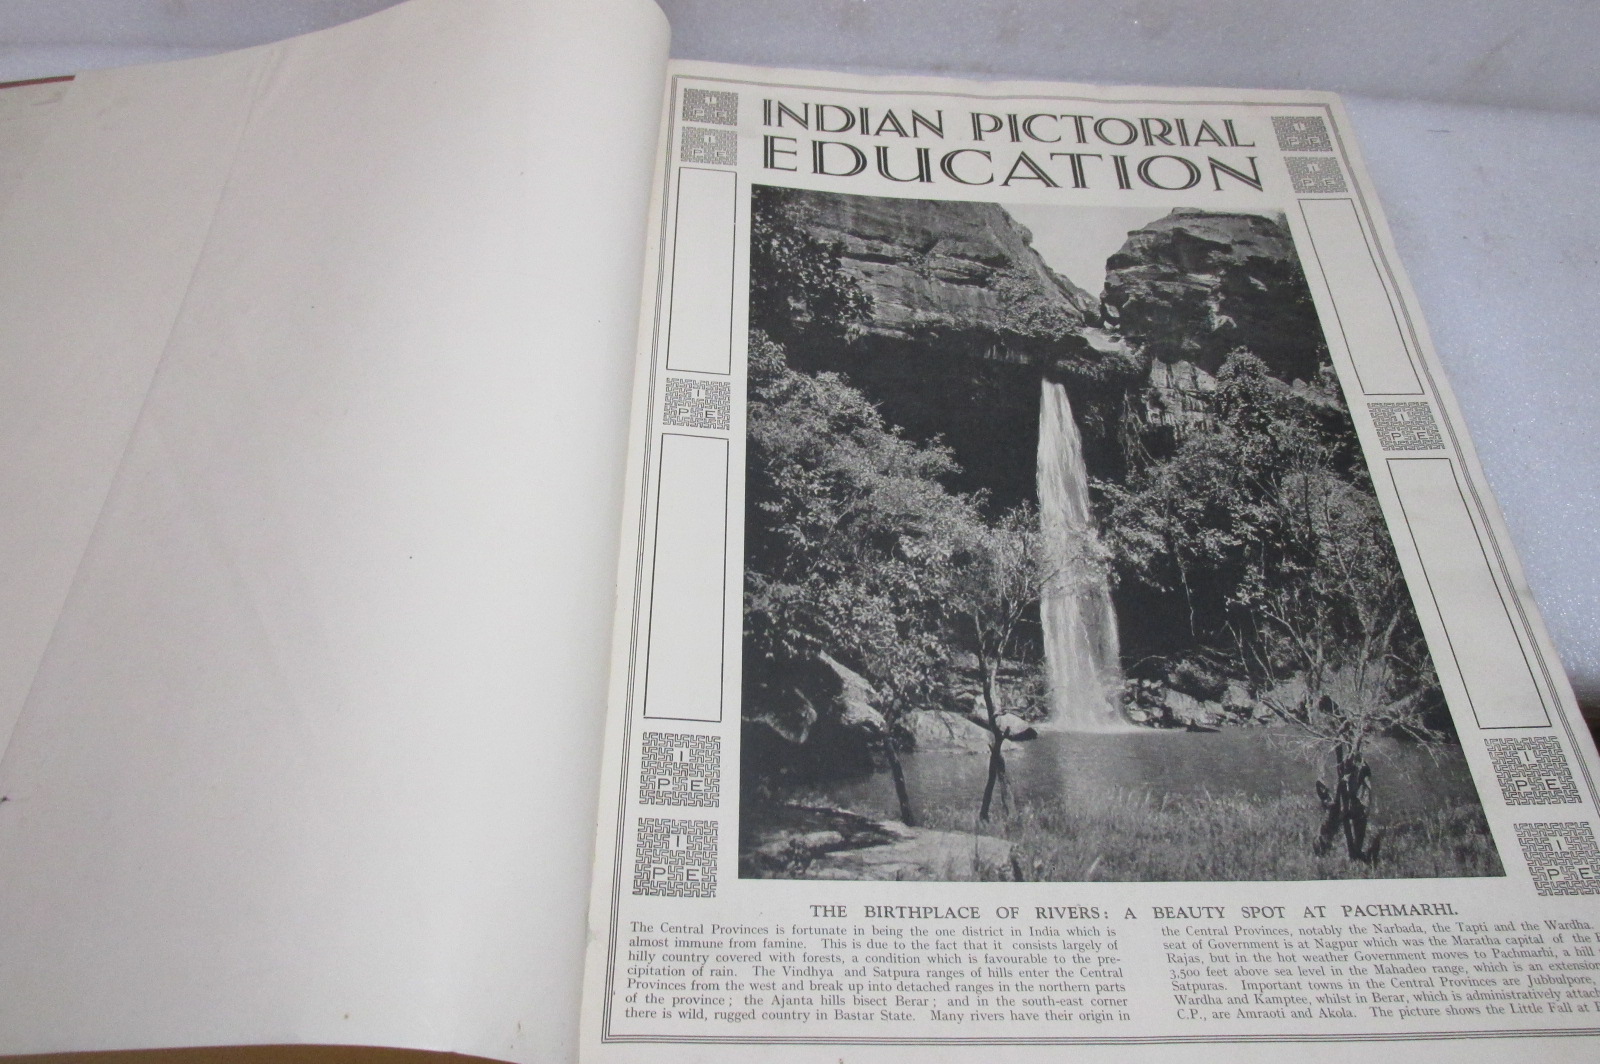 INDIAN PICTORIAL
EDUCATION
I
P E
I
P E
I
P E
I
P E
I
P E
I
P E
I
P E
I
P E
I
P E
I
P E
THE BIRTHPLACE OF RIVERS: A BEAUTY SPOT AT PACHMARHI.
The Central Provinces is fortunate in being the one district in India which is
almost immune from famine. This is due to the fact that it consists largely of
hilly country covered with forests, a condition which is favourable to the pre-
cipitation of rain. The Vindhya and Satpura ranges of hills enter the Central
Provinces from the west and break up into detached ranges in the northern parts
of the province; the Ajanta hills bisect Berar; and in the south-east corner
there is wild, rugged country in Bastar State. Many rivers have their origin in
the Central Provinces, notably the Narbada, the Tapti and the Wardha.
seat of Government is at Nagpur which was the Maratha capital of the
Rajas, but in the hot weather Government moves to Pachmarhi, a hill
3,500 feet above sea level in the Mahadeo range, which is an extension
Satpuras. Important towns in the Central Provinces are Jubbulpore,
Wardha and Kamptee, whilst in Berar, which is administratively
C.P., are Amraoti and Akola. The picture shows the Little Fall at